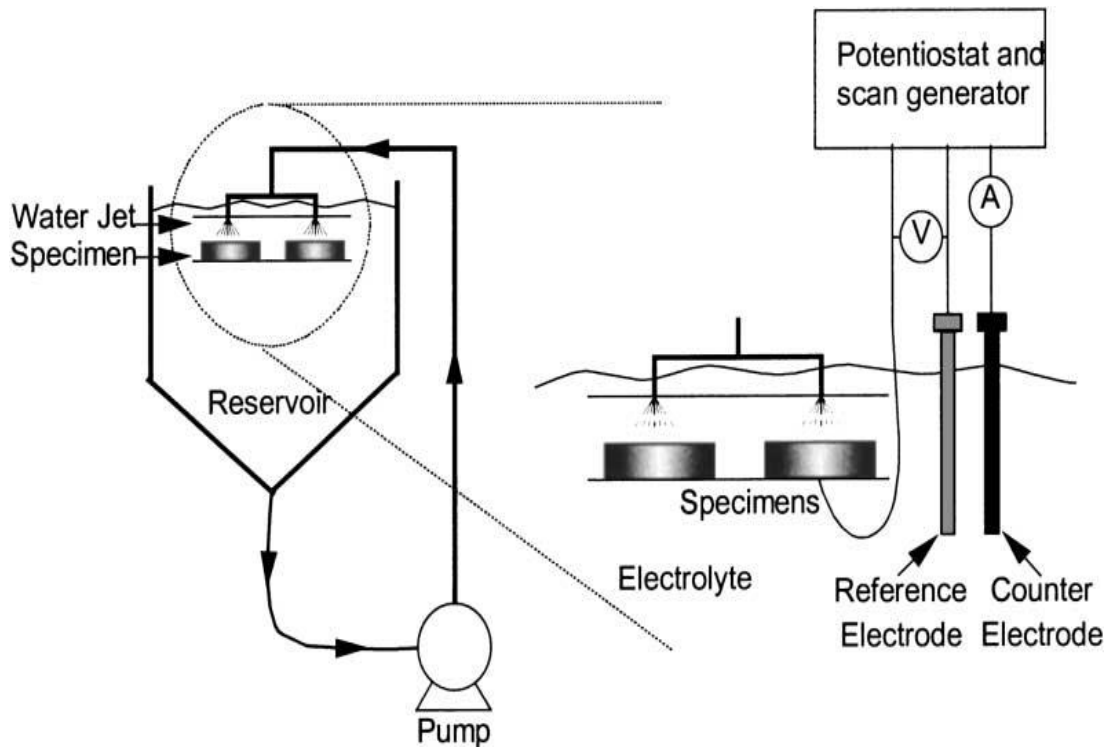 Potentiostat and
scan generator
A
V
Water Jet
Specimen
Reservoir
Specimens
Electrolyte
Reference
Electrode
Counter
Electrode
Pump